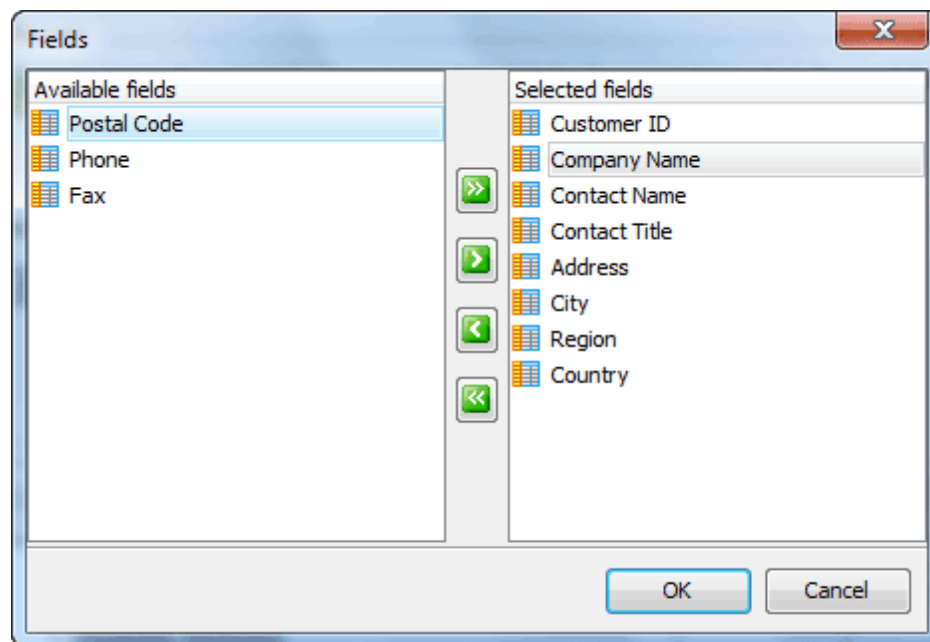 Fields
Available fields
Postal Code
Phone
Fax
Selected fields
Customer ID
Company Name
Contact Name
Contact Title
Address
City
Region
Country
OK
Cancel